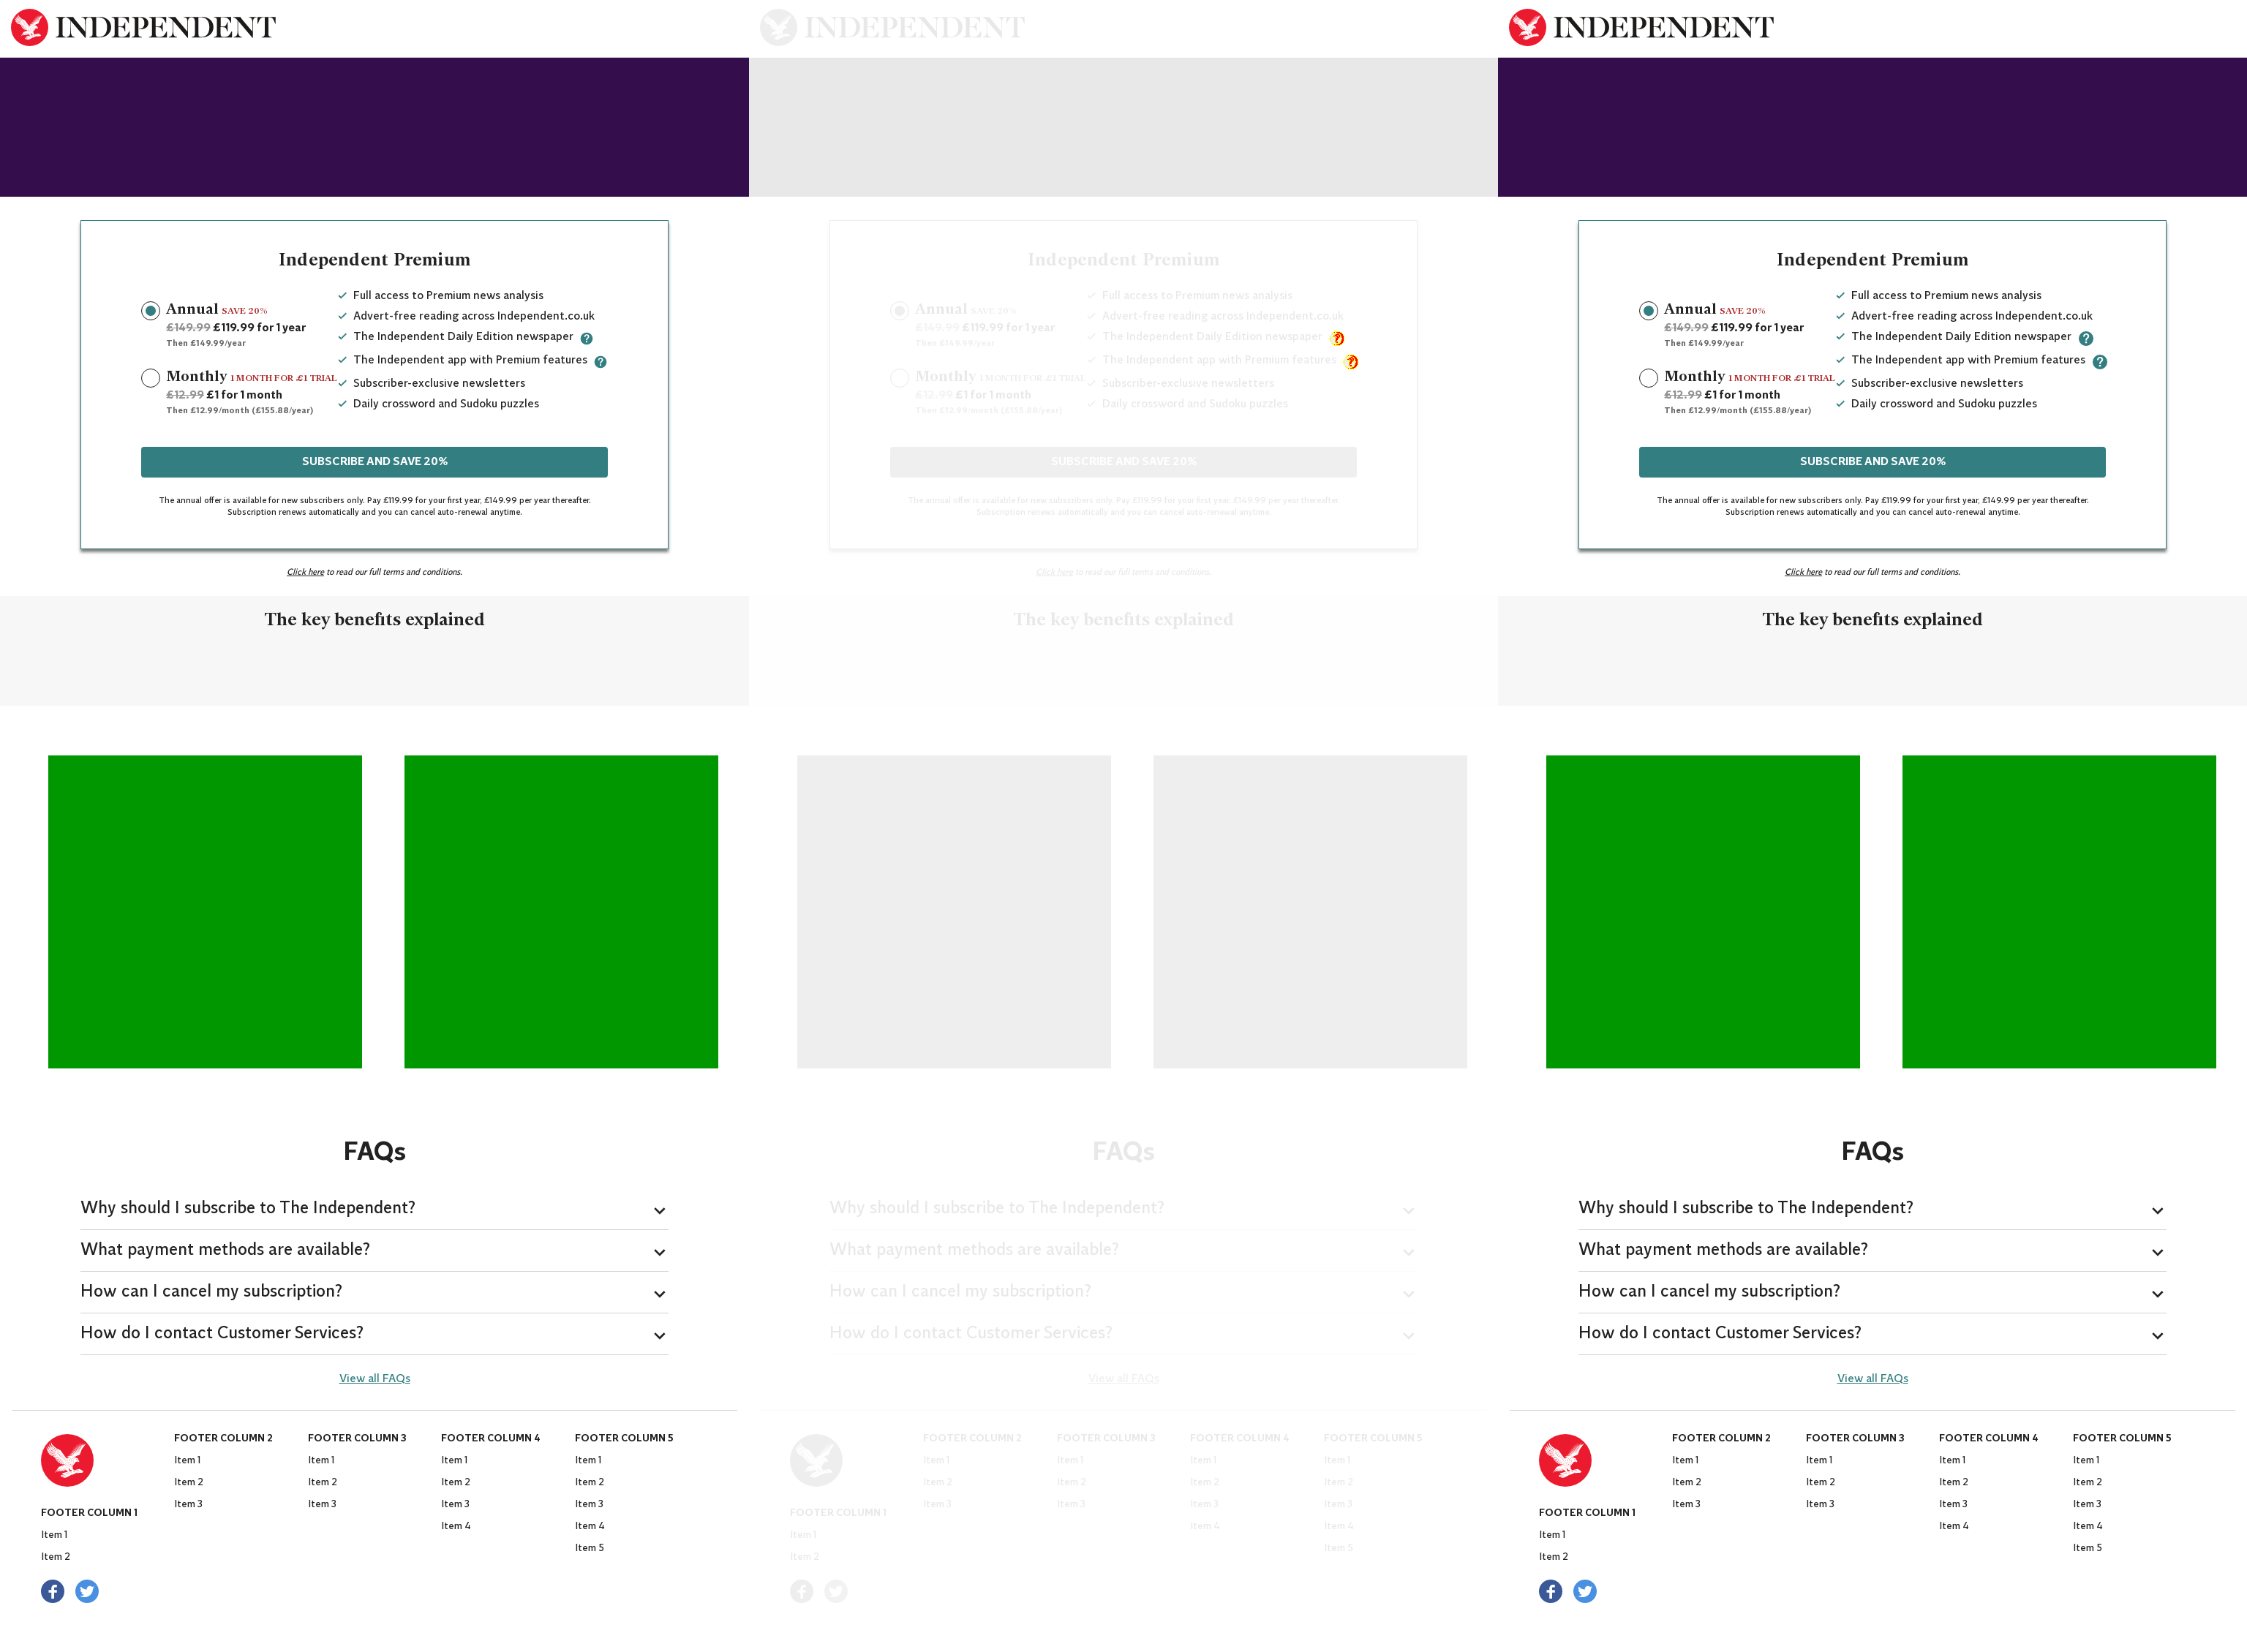 INDEPENDENT
Independent Premium
Annual SAVE 20%
£149.99 £119.99 for 1 year
Then £149.99/year
Monthly 1 MONTH FOR £1 TRIAL
£12.99 £1 for 1 month
Then £12.99/month (£155.88/year)
Full access to Premium news analysis
Advert-free reading across Independent.co.uk
The Independent Daily Edition newspaper ?
The Independent app with Premium features ?
Subscriber-exclusive newsletters
Daily crossword and Sudoku puzzles
SUBSCRIBE AND SAVE 20%
The annual offer is available for new subscribers only. Pay £119.99 for your first year, £149.99 per year thereafter.
Subscription renews automatically and you can cancel auto-renewal anytime.
Click here to read our full terms and conditions.
The key benefits explained
FAQs
Why should I subscribe to The Independent?
What payment methods are available?
How can I cancel my subscription?
How do I contact Customer Services?
View all FAQs
FOOTER COLUMN 1
Item 1
Item 2
FOOTER COLUMN 2
Item 1
Item 2
Item 3
FOOTER COLUMN 3
Item 1
Item 2
Item 3
FOOTER COLUMN 4
Item 1
Item 2
Item 3
Item 4
FOOTER COLUMN 5
Item 1
Item 2
Item 3
Item 4
Item 5
INDEPENDENT
Independent Premium
Annual SAVE 20%
£149.99 £119.99 for 1 year
Then £149.99/year
Monthly 1 MONTH FOR £1 TRIAL
£12.99 £1 for 1 month
Then £12.99/month (£155.88/year)
Full access to Premium news analysis
Advert-free reading across Independent.co.uk
The Independent Daily Edition newspaper ?
The Independent app with Premium features ?
Subscriber-exclusive newsletters
Daily crossword and Sudoku puzzles
SUBSCRIBE AND SAVE 20%
The annual offer is available for new subscribers only. Pay £119.99 for your first year, £149.99 per year thereafter.
Subscription renews automatically and you can cancel auto-renewal anytime.
Click here to read our full terms and conditions.
The key benefits explained
FAQs
Why should I subscribe to The Independent?
What payment methods are available?
How can I cancel my subscription?
How do I contact Customer Services?
View all FAQs
FOOTER COLUMN 1
Item 1
Item 2
FOOTER COLUMN 2
Item 1
Item 2
Item 3
FOOTER COLUMN 3
Item 1
Item 2
Item 3
FOOTER COLUMN 4
Item 1
Item 2
Item 3
Item 4
FOOTER COLUMN 5
Item 1
Item 2
Item 3
Item 4
Item 5
INDEPENDENT
Independent Premium
Annual SAVE 20%
£149.99 £119.99 for 1 year
Then £149.99/year
Monthly 1 MONTH FOR £1 TRIAL
£12.99 £1 for 1 month
Then £12.99/month (£155.88/year)
Full access to Premium news analysis
Advert-free reading across Independent.co.uk
The Independent Daily Edition newspaper ?
The Independent app with Premium features ?
Subscriber-exclusive newsletters
Daily crossword and Sudoku puzzles
SUBSCRIBE AND SAVE 20%
The annual offer is available for new subscribers only. Pay £119.99 for your first year, £149.99 per year thereafter.
Subscription renews automatically and you can cancel auto-renewal anytime.
Click here to read our full terms and conditions.
The key benefits explained
FAQs
Why should I subscribe to The Independent?
What payment methods are available?
How can I cancel my subscription?
How do I contact Customer Services?
View all FAQs
FOOTER COLUMN 1
Item 1
Item 2
FOOTER COLUMN 2
Item 1
Item 2
Item 3
FOOTER COLUMN 3
Item 1
Item 2
Item 3
FOOTER COLUMN 4
Item 1
Item 2
Item 3
Item 4
FOOTER COLUMN 5
Item 1
Item 2
Item 3
Item 4
Item 5